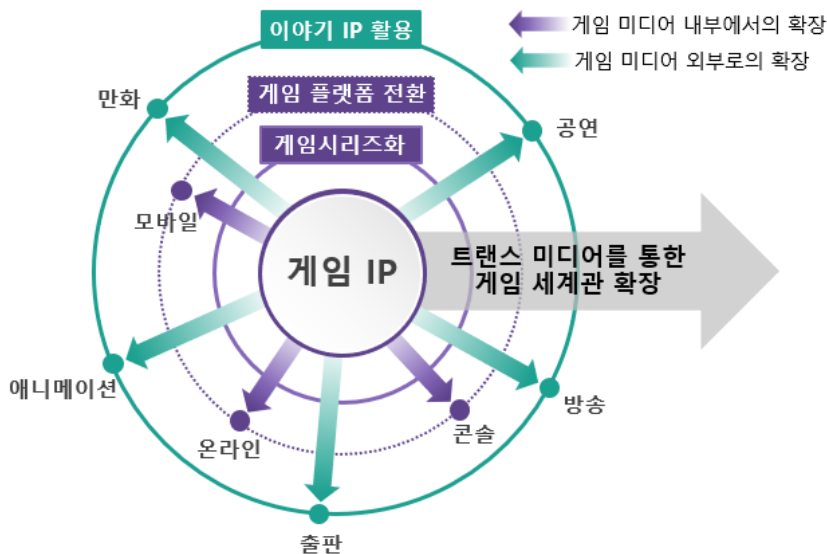 이야기 IP 활용
게임 미디어 내부에서의 확장
게임 미디어 외부로의 확장
게임 플랫폼 전환
만화
공연
게임시리즈화
모바일
게임 IP
트랜스 미디어를 통한
게임 세계관 확장
애니메이션
방송
온라인
콘솔
출판